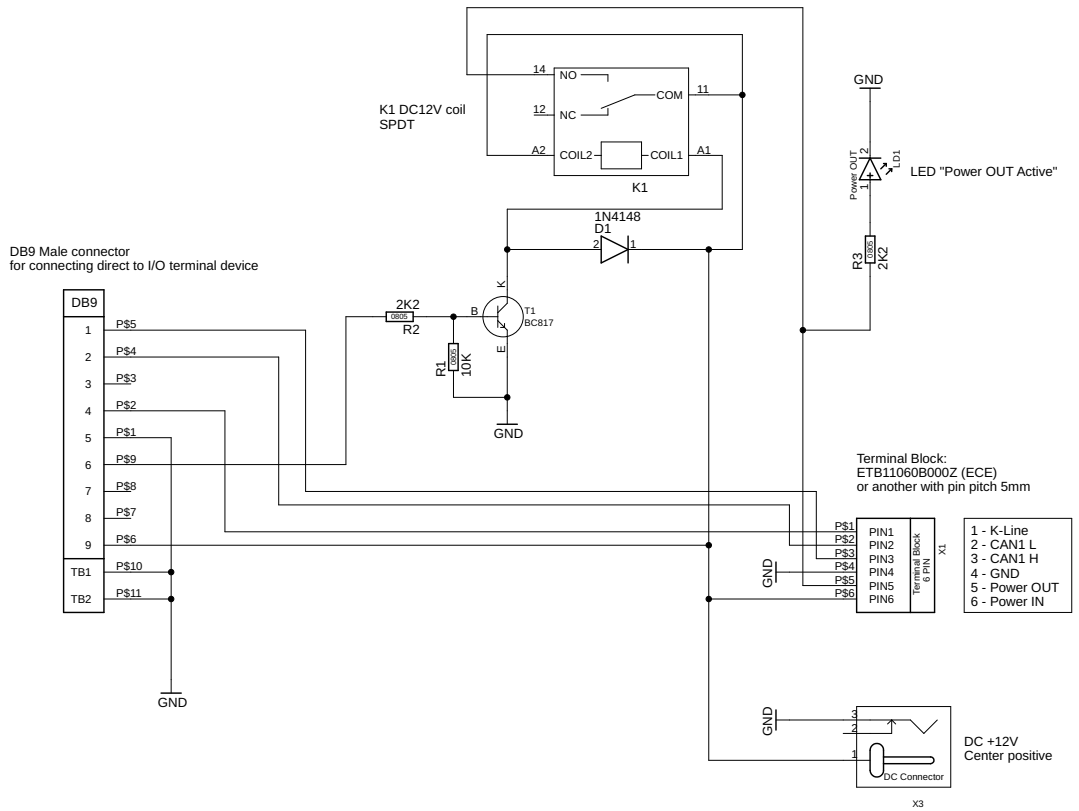 K1 DC12V coil
SPDT
14
NO
12
NC
COM
11
A2
COIL2
COIL1
A1
K1
GND
2
Power OUT
LD1
1
LED "Power OUT Active"
R3
0805
2K2
1N4148
D1
2
1
DB9 Male connector
for connecting direct to I/O terminal device
DB9
1 P$5
2 P$4
3 P$3
4 P$2
5 P$1
6 P$9
7 P$8
8 P$7
9 P$6
TB1 P$10
TB2 P$11
GND
2K2
0805
R2
K
B
T1
BC817
E
R1
0805
10K
GND
Terminal Block:
ETB11060B000Z (ECE)
or another with pin pitch 5mm
P$1 PIN1
P$2 PIN2
P$3 PIN3
P$4 PIN4
P$5 PIN5
P$6 PIN6
GND
Terminal Block
6 PIN
X1
1 - K-Line
2 - CAN1 L
3 - CAN1 H
4 - GND
5 - Power OUT
6 - Power IN
GND
3
2
1
DC Connector
DC +12V
Center positive
X3